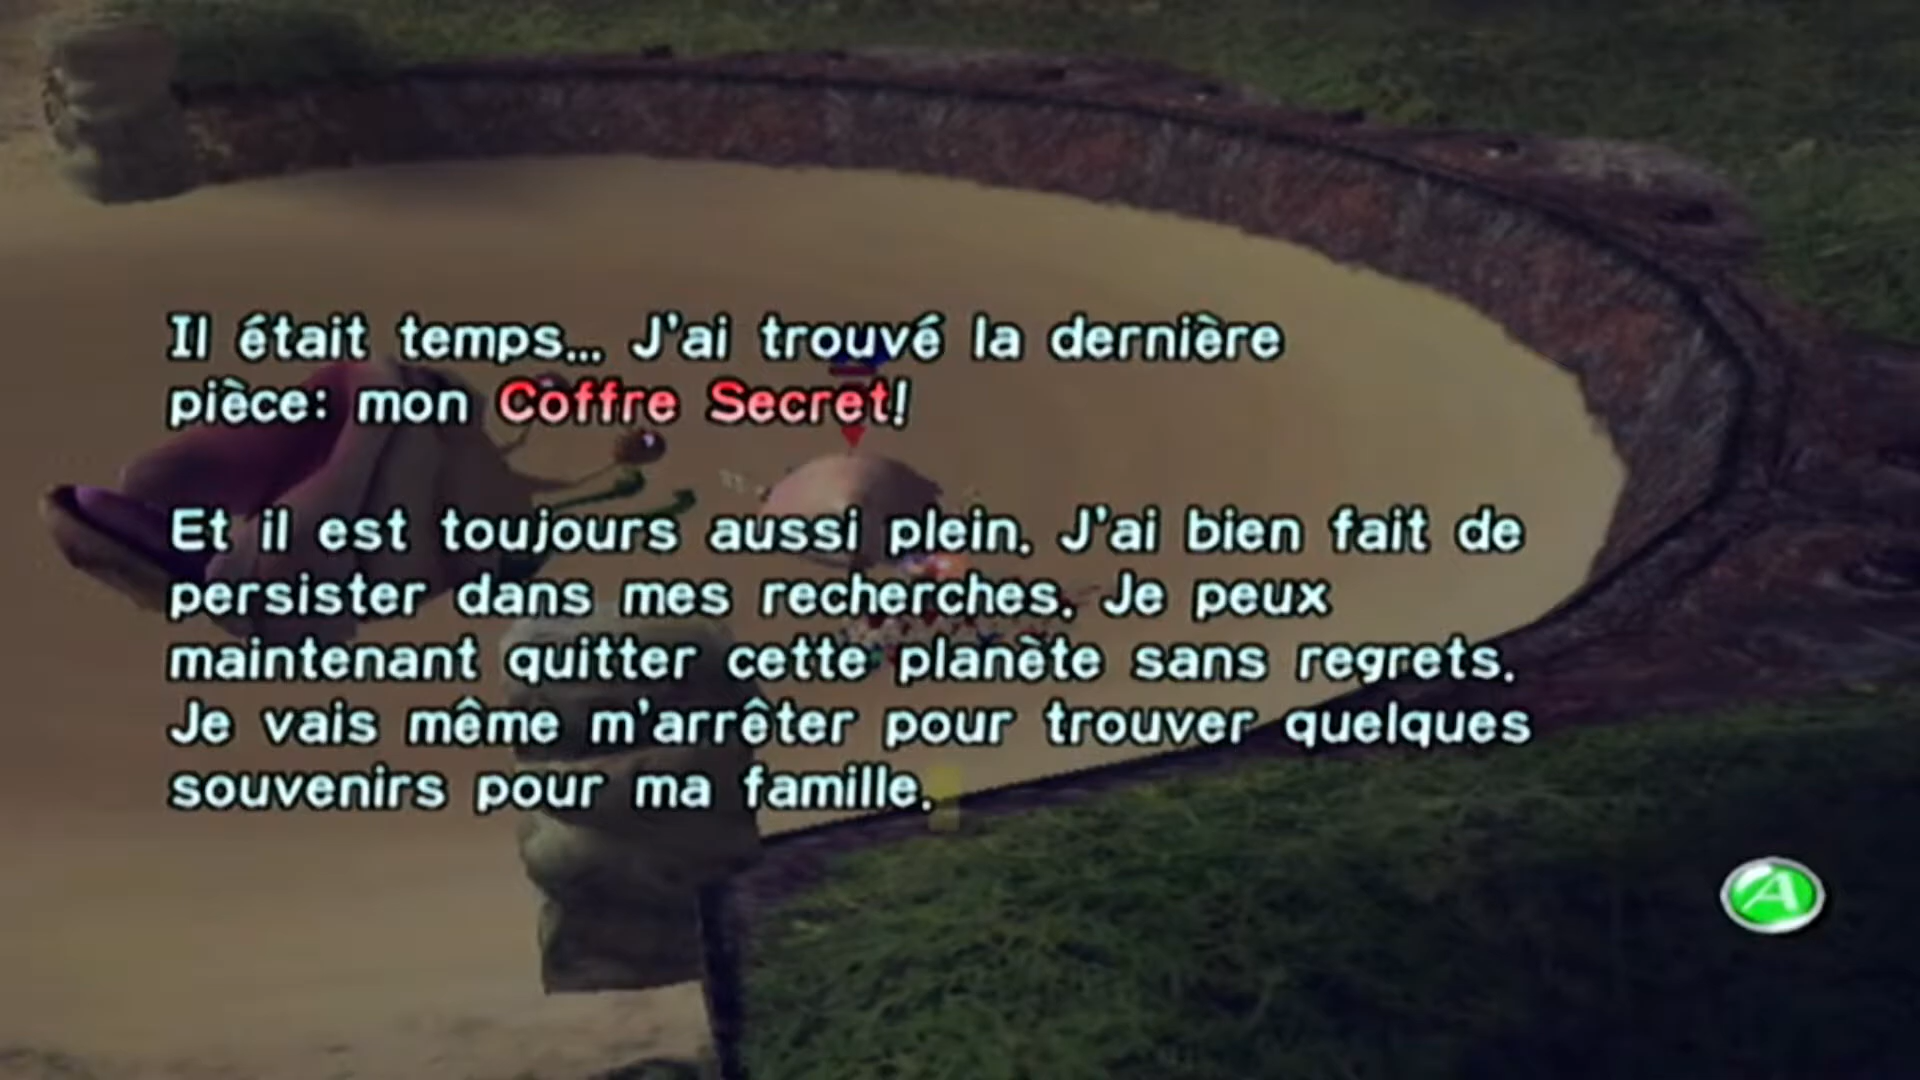 Il était temps... J'ai trouvé la dernière
pièce: mon Coffre Secret!
Et il est toujours aussi plein. J'ai bien fait de
persister dans mes recherches. Je peux
maintenant quitter cette planète sans regrets.
Je vais même m'arrêter pour trouver quelques
souvenirs pour ma famille.
A